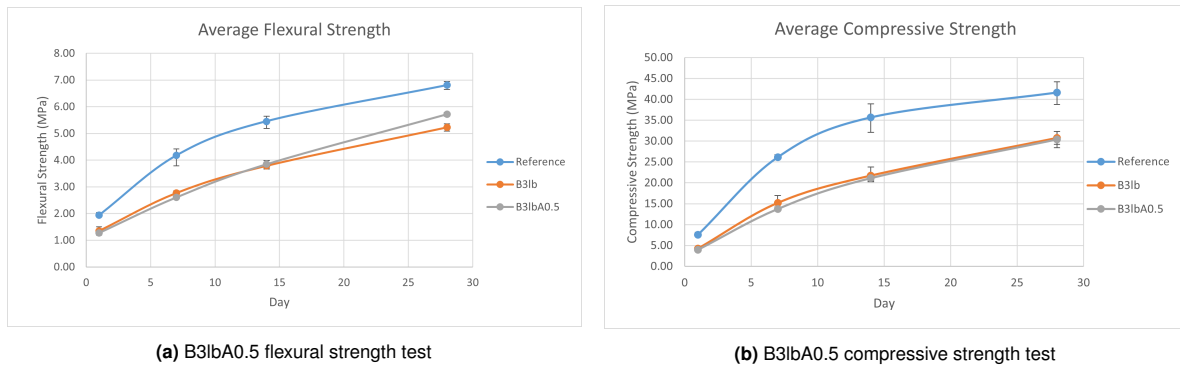 Average Flexural Strength
8.00
7.00
6.00
5.00
4.00
3.00
2.00
1.00
0.00
Flexural Strength (MPa)
0 5 10 15 20 25 30
Day
Reference
B3lb
B3lbA0.5
(a) B3lbA0.5 flexural strength test
Average Compressive Strength
50.00
45.00
40.00
35.00
30.00
25.00
20.00
15.00
10.00
5.00
0.00
Compressive Strength (MPa)
0 5 10 15 20 25 30
Day
Reference
B3lb
B3lbA0.5
(b) B3lbA0.5 compressive strength test